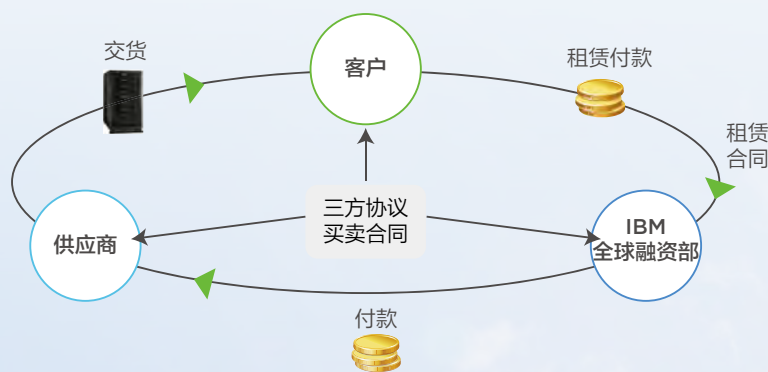 交货
客户
租赁付款
租赁
合同
三方协议
买卖合同
供应商
IBM
全球融资部
付款